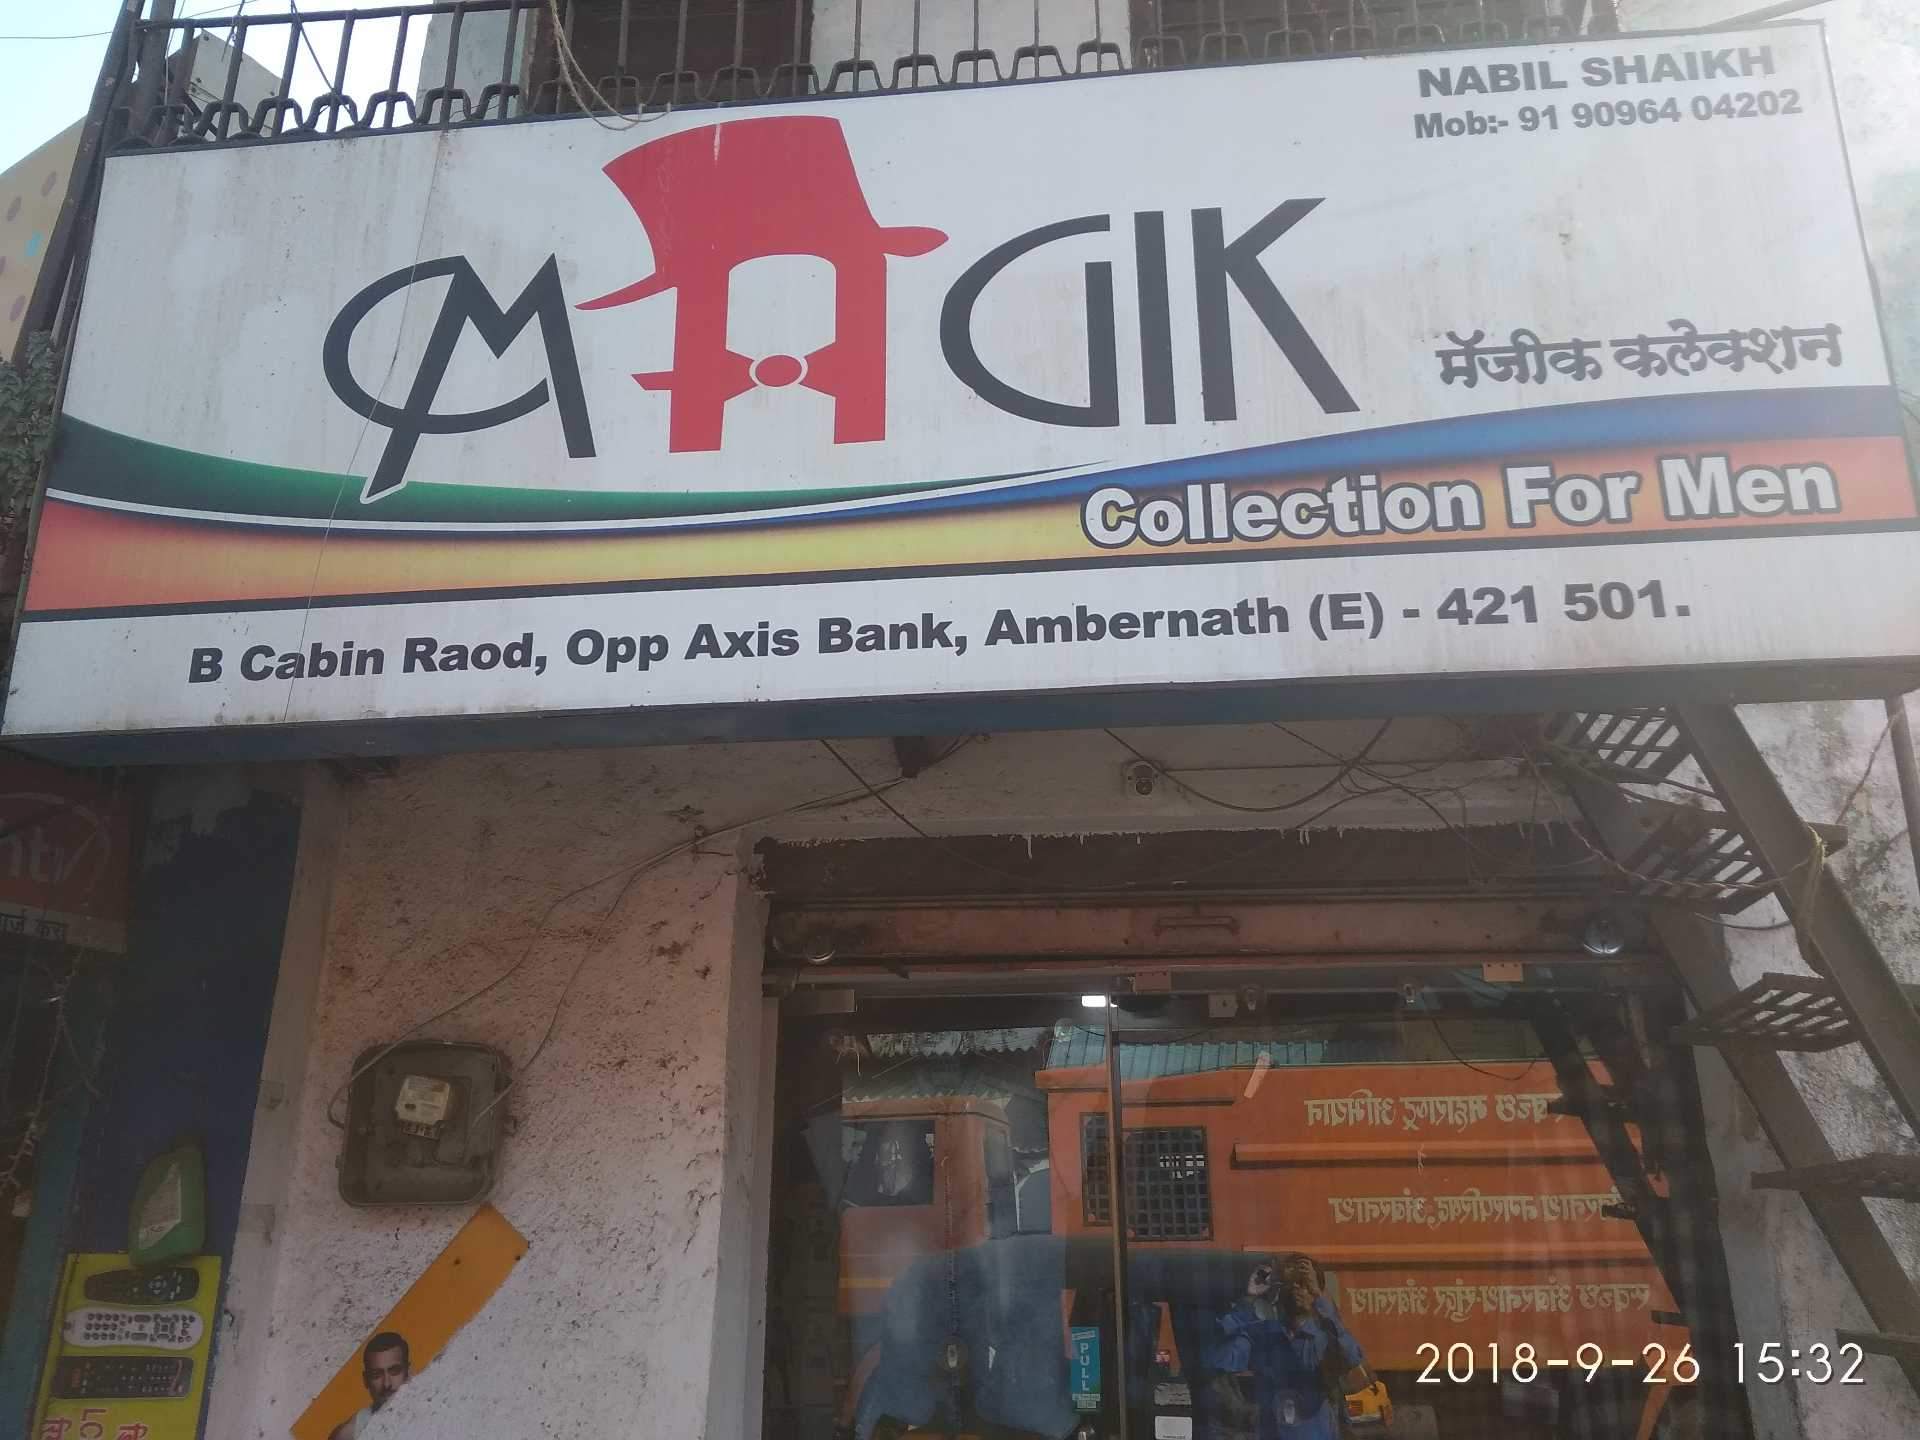 NABIL SHAIKH
Mob:- 91 90964 04202
MAGIK
मॅजीक कलेक्शन
Collection For Men
B Cabin Raod, Opp Axis Bank, Ambernath (E) - 421 501.
PULL
2018-9-26 15:32